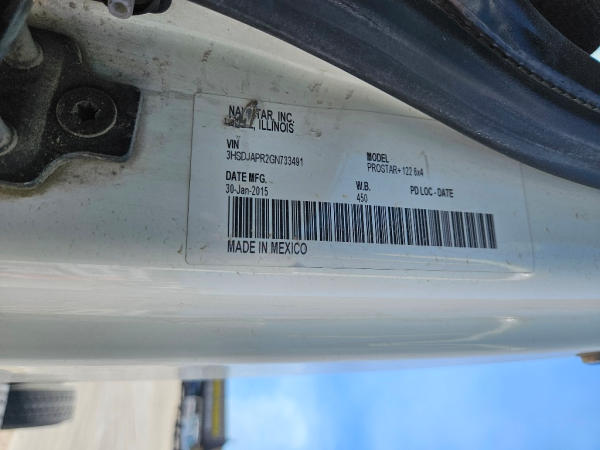 NAVISTAR, INC.
ILLINOIS
VIN
3HSDJAPR2GN733491
MODEL
PROSTAR+ 122 6x4
DATE MFG.
30-Jan-2015
W.B.
450
PD LOC - DATE
MADE IN MEXICO